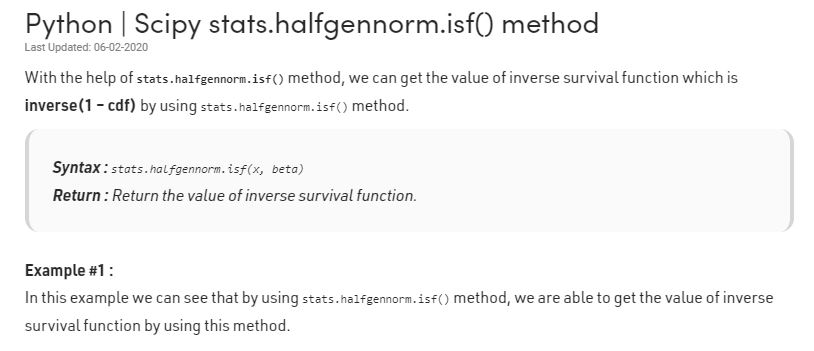 Python | Scipy stats.halfgennorm.isf() method
Last Updated: 06-02-2020
With the help of stats.halfgennorm.isf() method, we can get the value of inverse survival function which is
inverse(1 – cdf) by using stats.halfgennorm.isf() method.
Syntax : stats.halfgennorm.isf(x, beta)
Return : Return the value of inverse survival function.
Example #1 :
In this example we can see that by using stats.halfgennorm.isf() method, we are able to get the value of inverse
survival function by using this method.